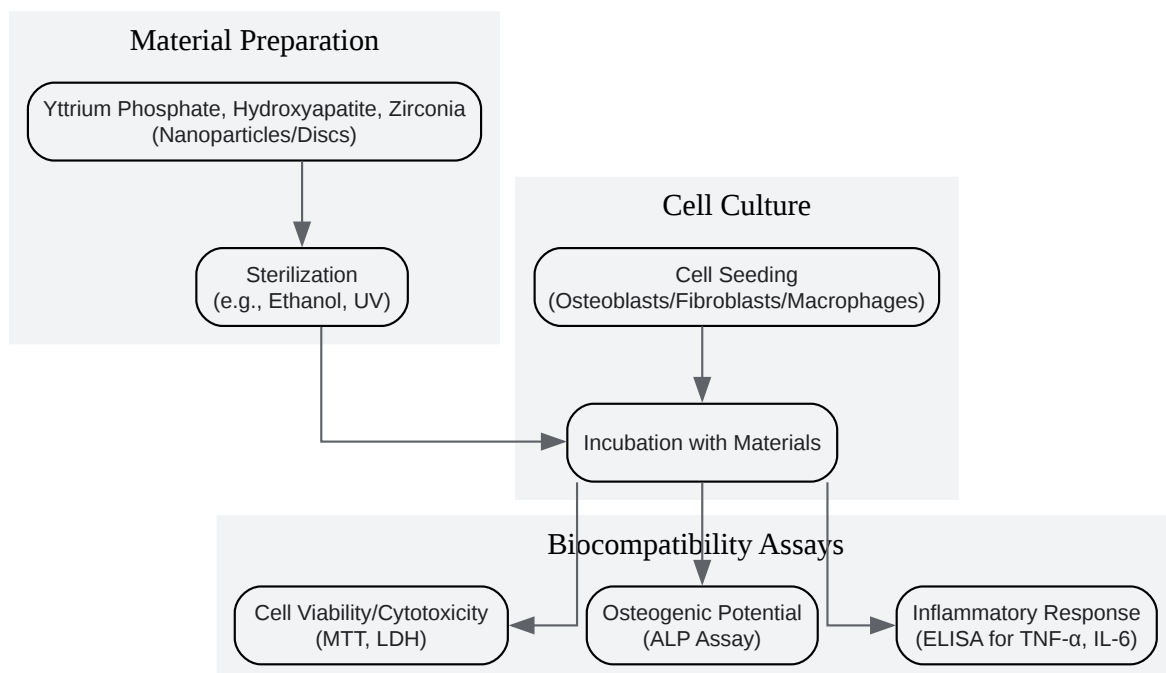 Material Preparation
Yttrium Phosphate, Hydroxyapatite, Zirconia
(Nanoparticles/Discs)
Sterilization
(e.g., Ethanol, UV)
Cell Culture
Cell Seeding
(Osteoblasts/Fibroblasts/Macrophages)
Incubation with Materials
Biocompatibility Assays
Cell Viability/Cytotoxicity
(MTT, LDH)
Osteogenic Potential
(ALP Assay)
Inflammatory Response
(ELISA for TNF-α, IL-6)